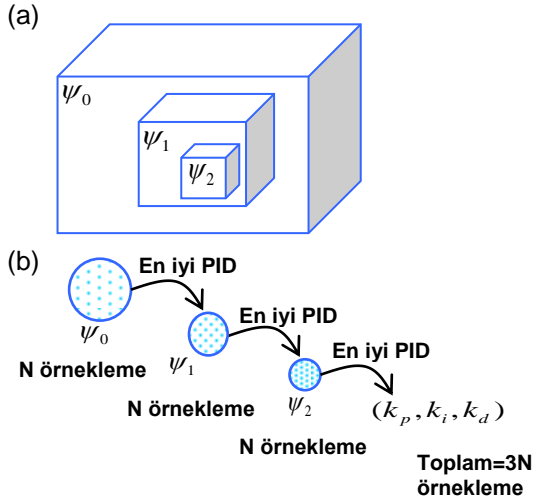 (a)
ψ₀
ψ₁
ψ₂
(b)
En iyi PID
ψ₀
En iyi PID
N örnekleme
ψ₁
En iyi PID
N örnekleme
ψ₂
(kₚ, kᵢ, k_d)
N örnekleme
Toplam=3N
örnekleme